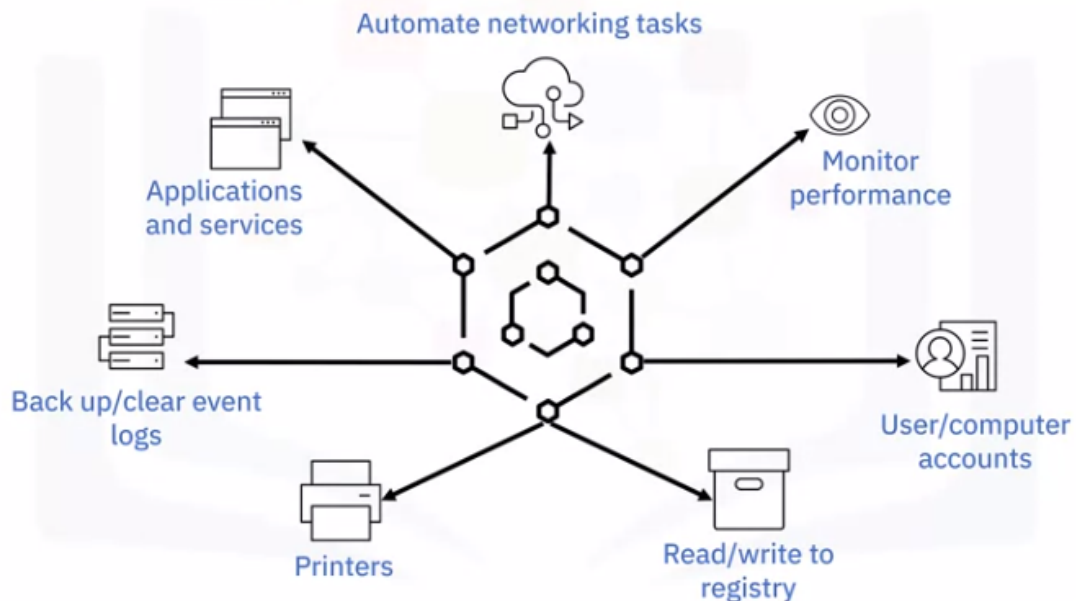 Automate networking tasks
Applications
and services
Monitor
performance
Back up/clear event
logs
User/computer
accounts
Printers
Read/write to
registry